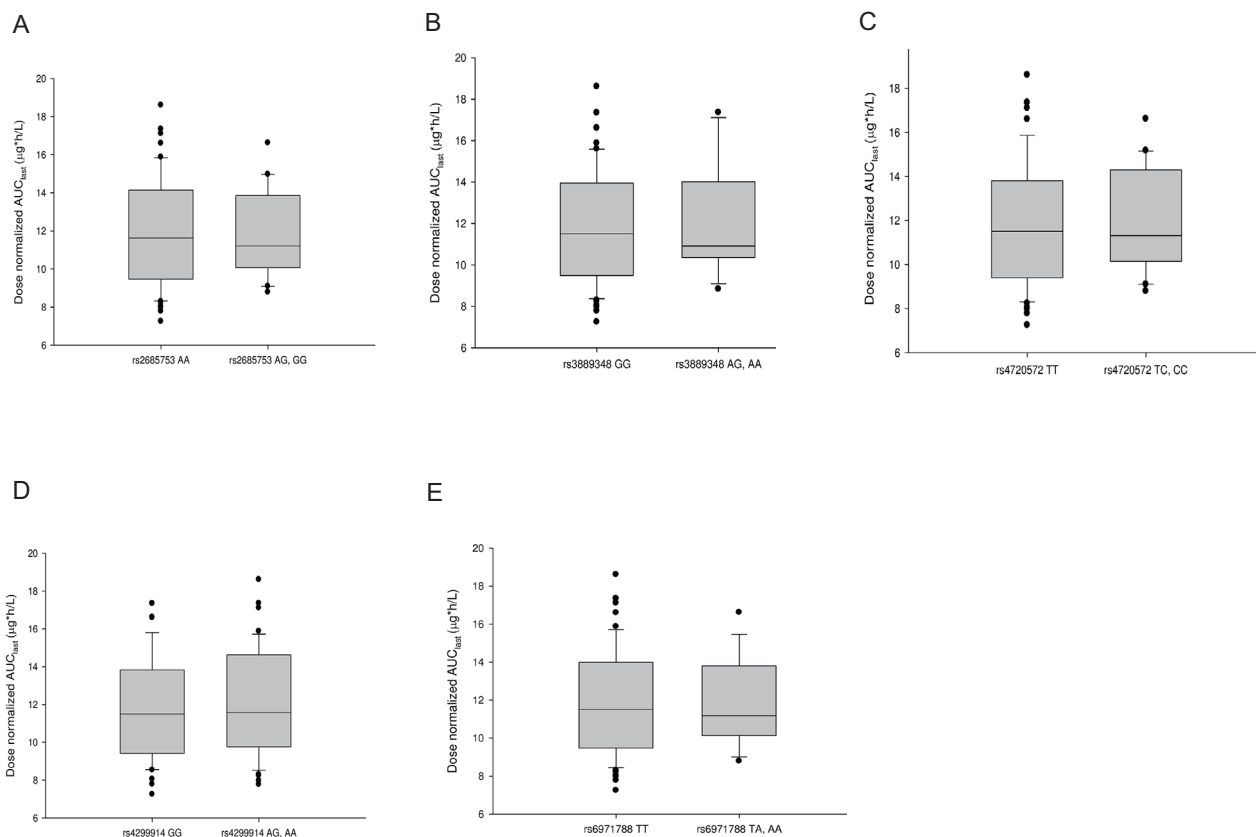 A
Dose normalized AUClast (μg*h/L)
20
18
16
14
12
10
8
6
rs2685753 AA
rs2685753 AG, GG
B
Dose normalized AUClast (μg*h/L)
20
18
16
14
12
10
8
6
rs3889348 GG
rs3889348 AG, AA
C
Dose normalized AUClast (μg*h/L)
18
16
14
12
10
8
6
rs4720572 TT
rs4720572 TC, CC
D
Dose normalized AUClast (μg*h/L)
20
18
16
14
12
10
8
6
rs4299914 GG
rs4299914 AG, AA
E
Dose normalized AUClast (μg*h/L)
20
18
16
14
12
10
8
6
rs6971788 TT
rs6971788 TA, AA